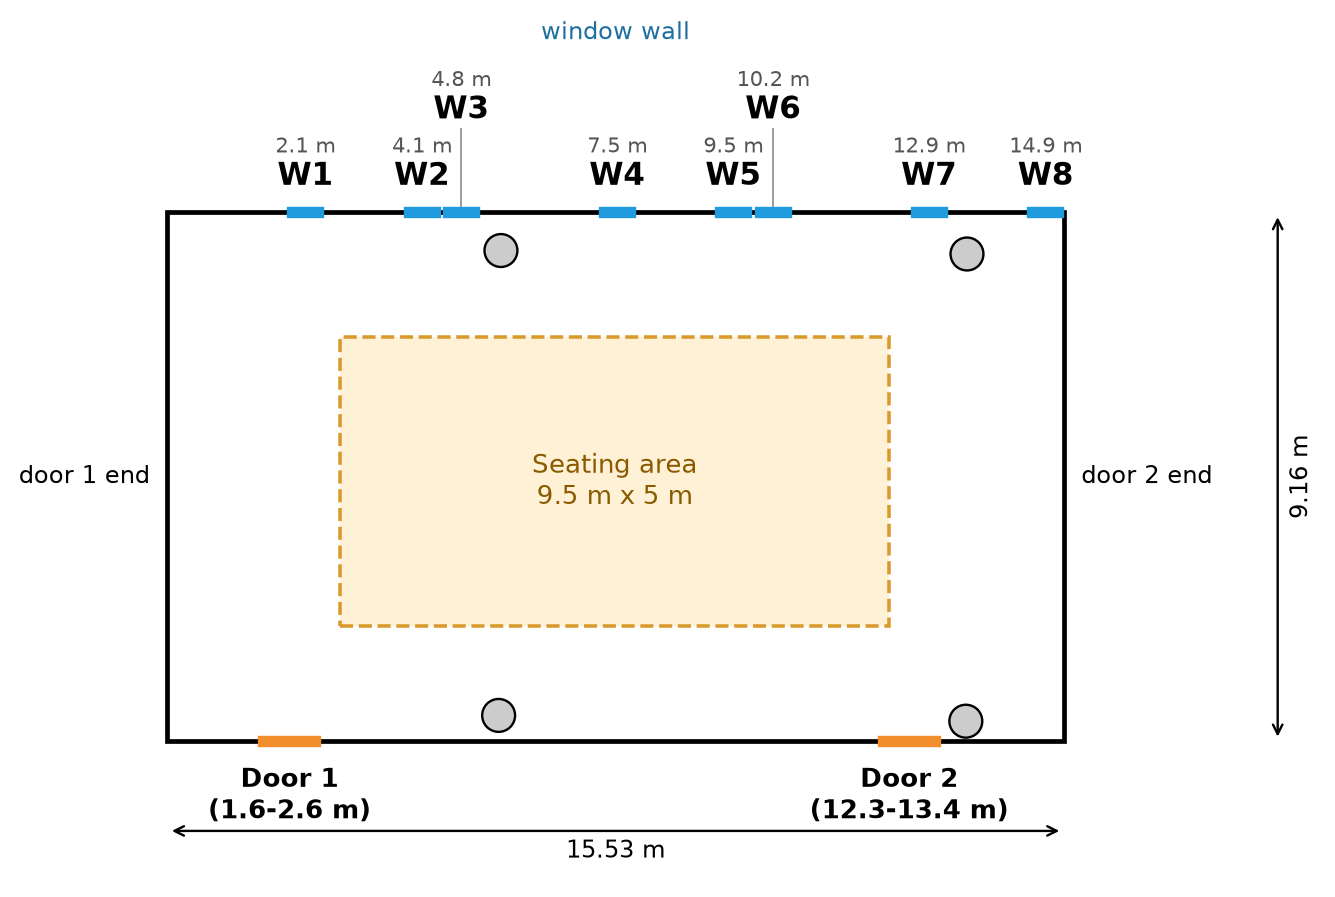 window wall
4.8 m
W3
10.2 m
W6
2.1 m
W1
4.1 m
W2
7.5 m
W4
9.5 m
W5
12.9 m
W7
14.9 m
W8
door 1 end
Seating area
9.5 m x 5 m
door 2 end
9.16 m
Door 1
(1.6-2.6 m)
Door 2
(12.3-13.4 m)
15.53 m